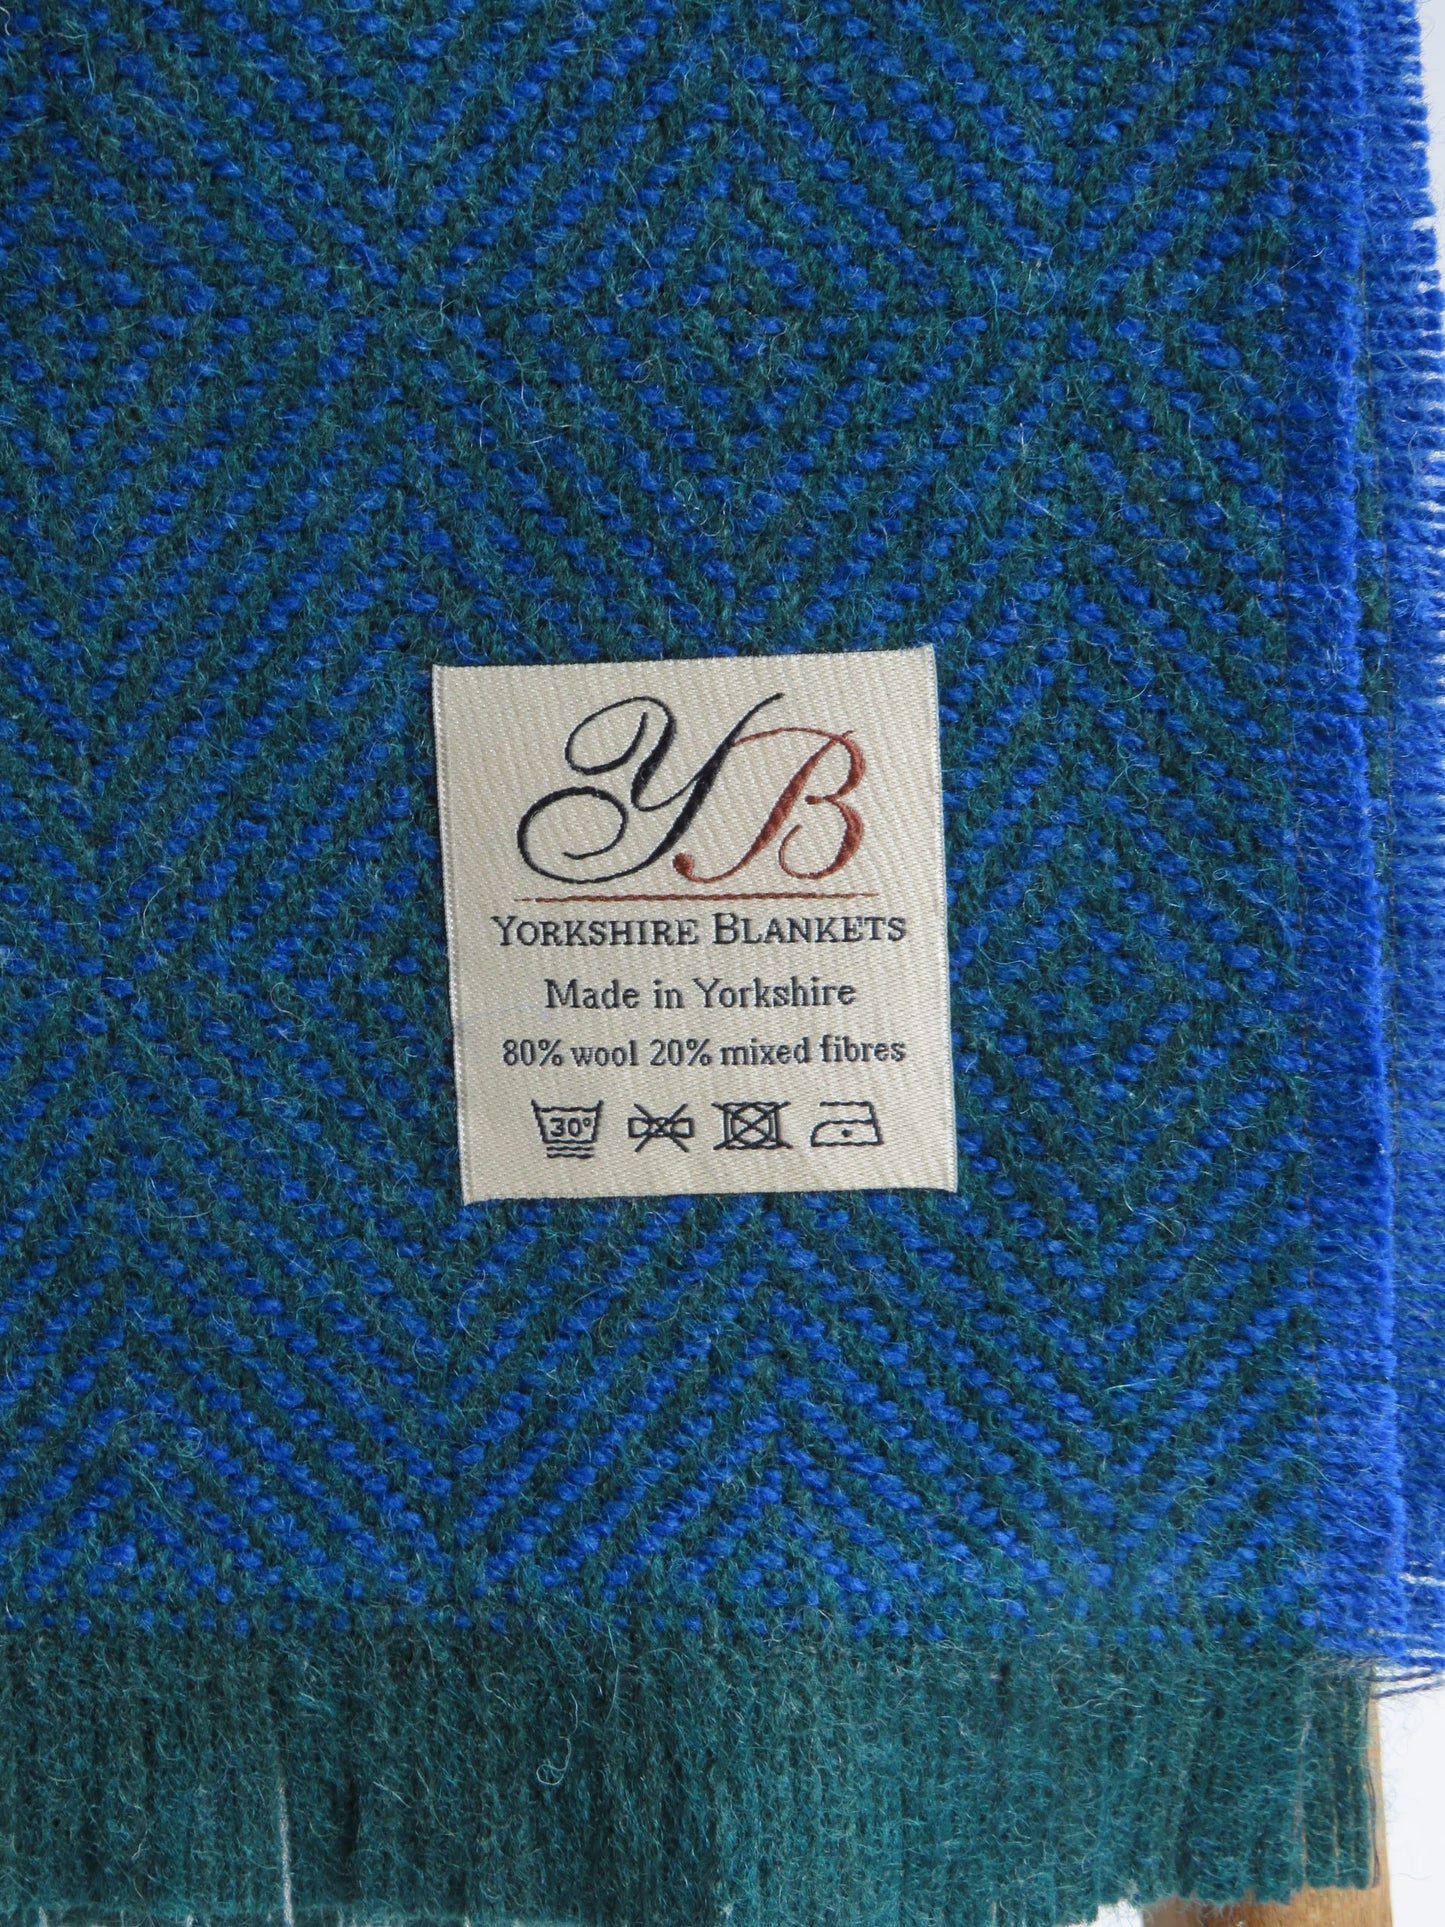 YB
YORKSHIRE BLANKETS
Made in Yorkshire
80% wool 20% mixed fibres
30°